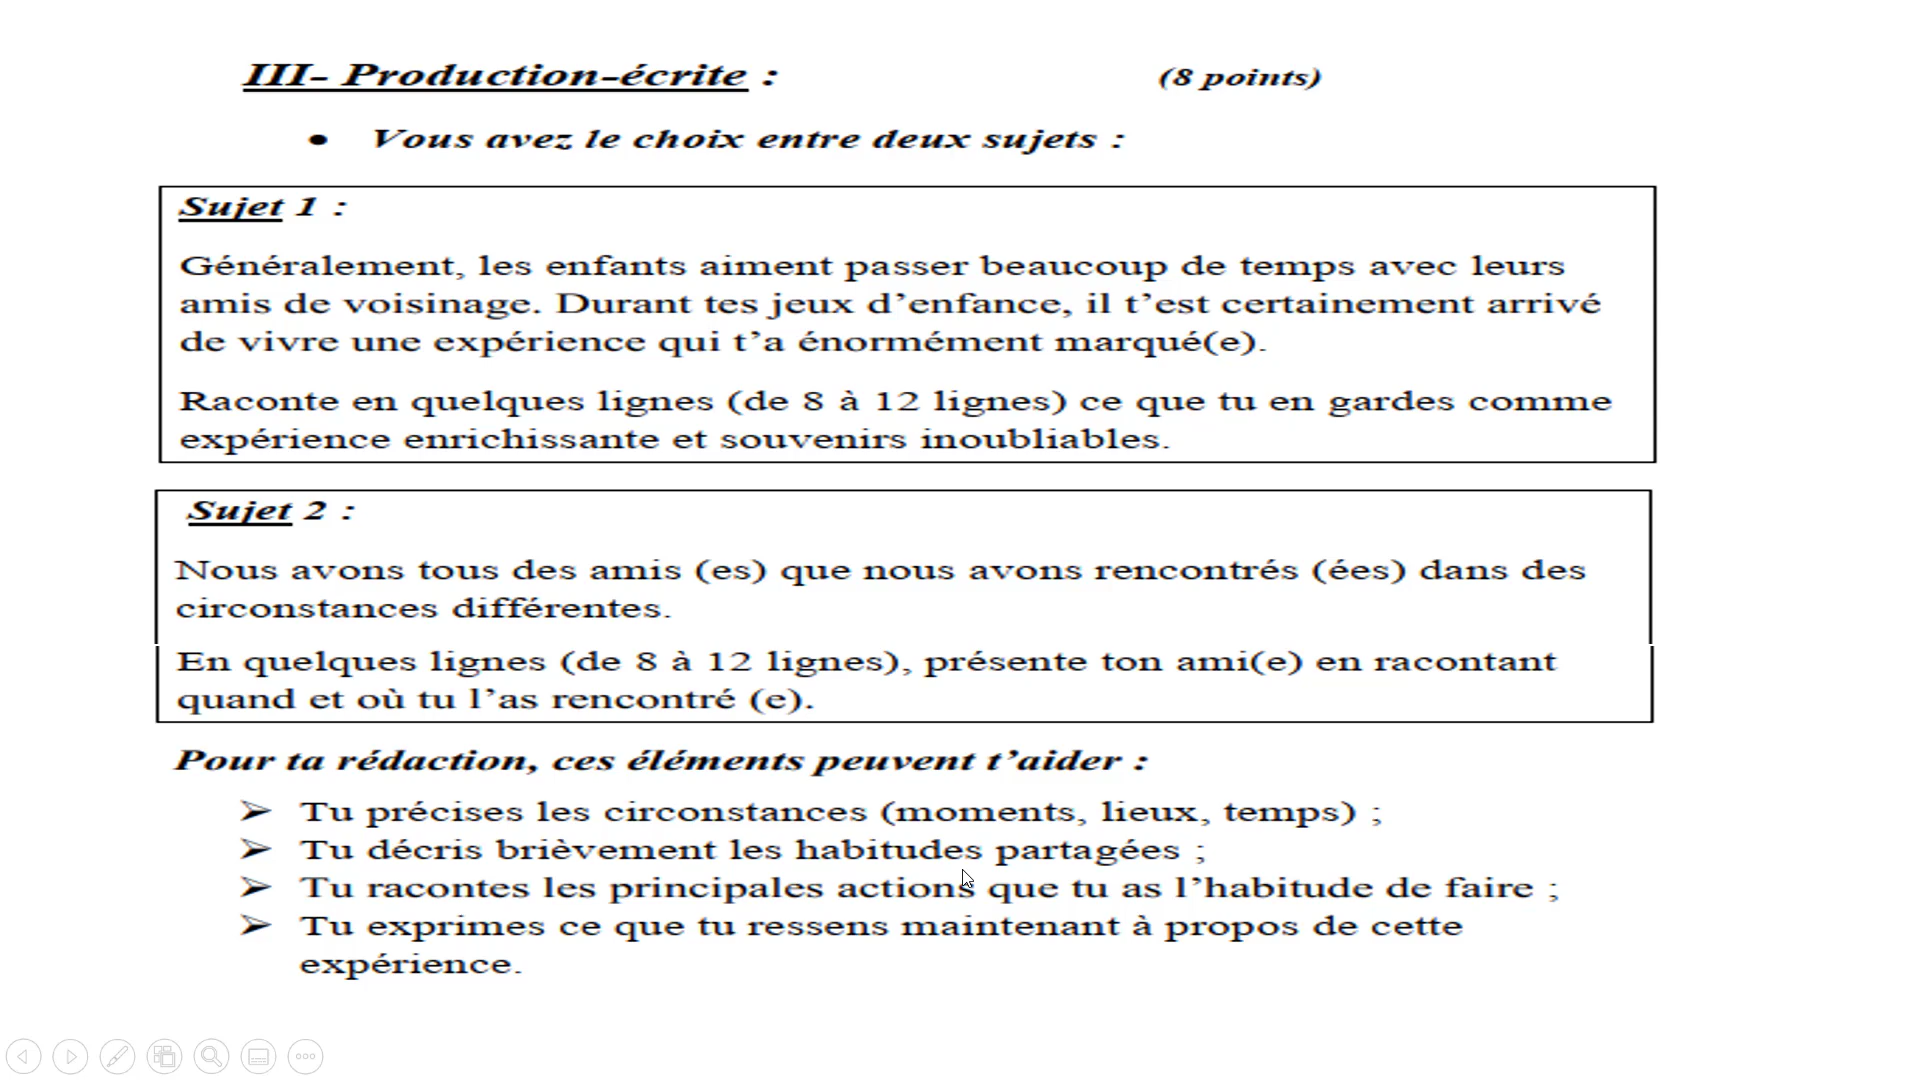 III- Production-écrite : (8 points)
• Vous avez le choix entre deux sujets :
Sujet 1 :
Généralement, les enfants aiment passer beaucoup de temps avec leurs
amis de voisinage. Durant tes jeux d’enfance, il t’est certainement arrivé
de vivre une expérience qui t’a énormément marqué(e).
Raconte en quelques lignes (de 8 à 12 lignes) ce que tu en gardes comme
expérience enrichissante et souvenirs inoubliables.
Sujet 2 :
Nous avons tous des amis (es) que nous avons rencontrés (ées) dans des
circonstances différentes.
En quelques lignes (de 8 à 12 lignes), présente ton ami(e) en racontant
quand et où tu l’as rencontré (e).
Pour ta rédaction, ces éléments peuvent t’aider :
➢ Tu précises les circonstances (moments, lieux, temps) ;
➢ Tu décris brièvement les habitudes partagées ;
➢ Tu racontes les principales actions que tu as l’habitude de faire ;
➢ Tu exprimes ce que tu ressens maintenant à propos de cette
expérience.